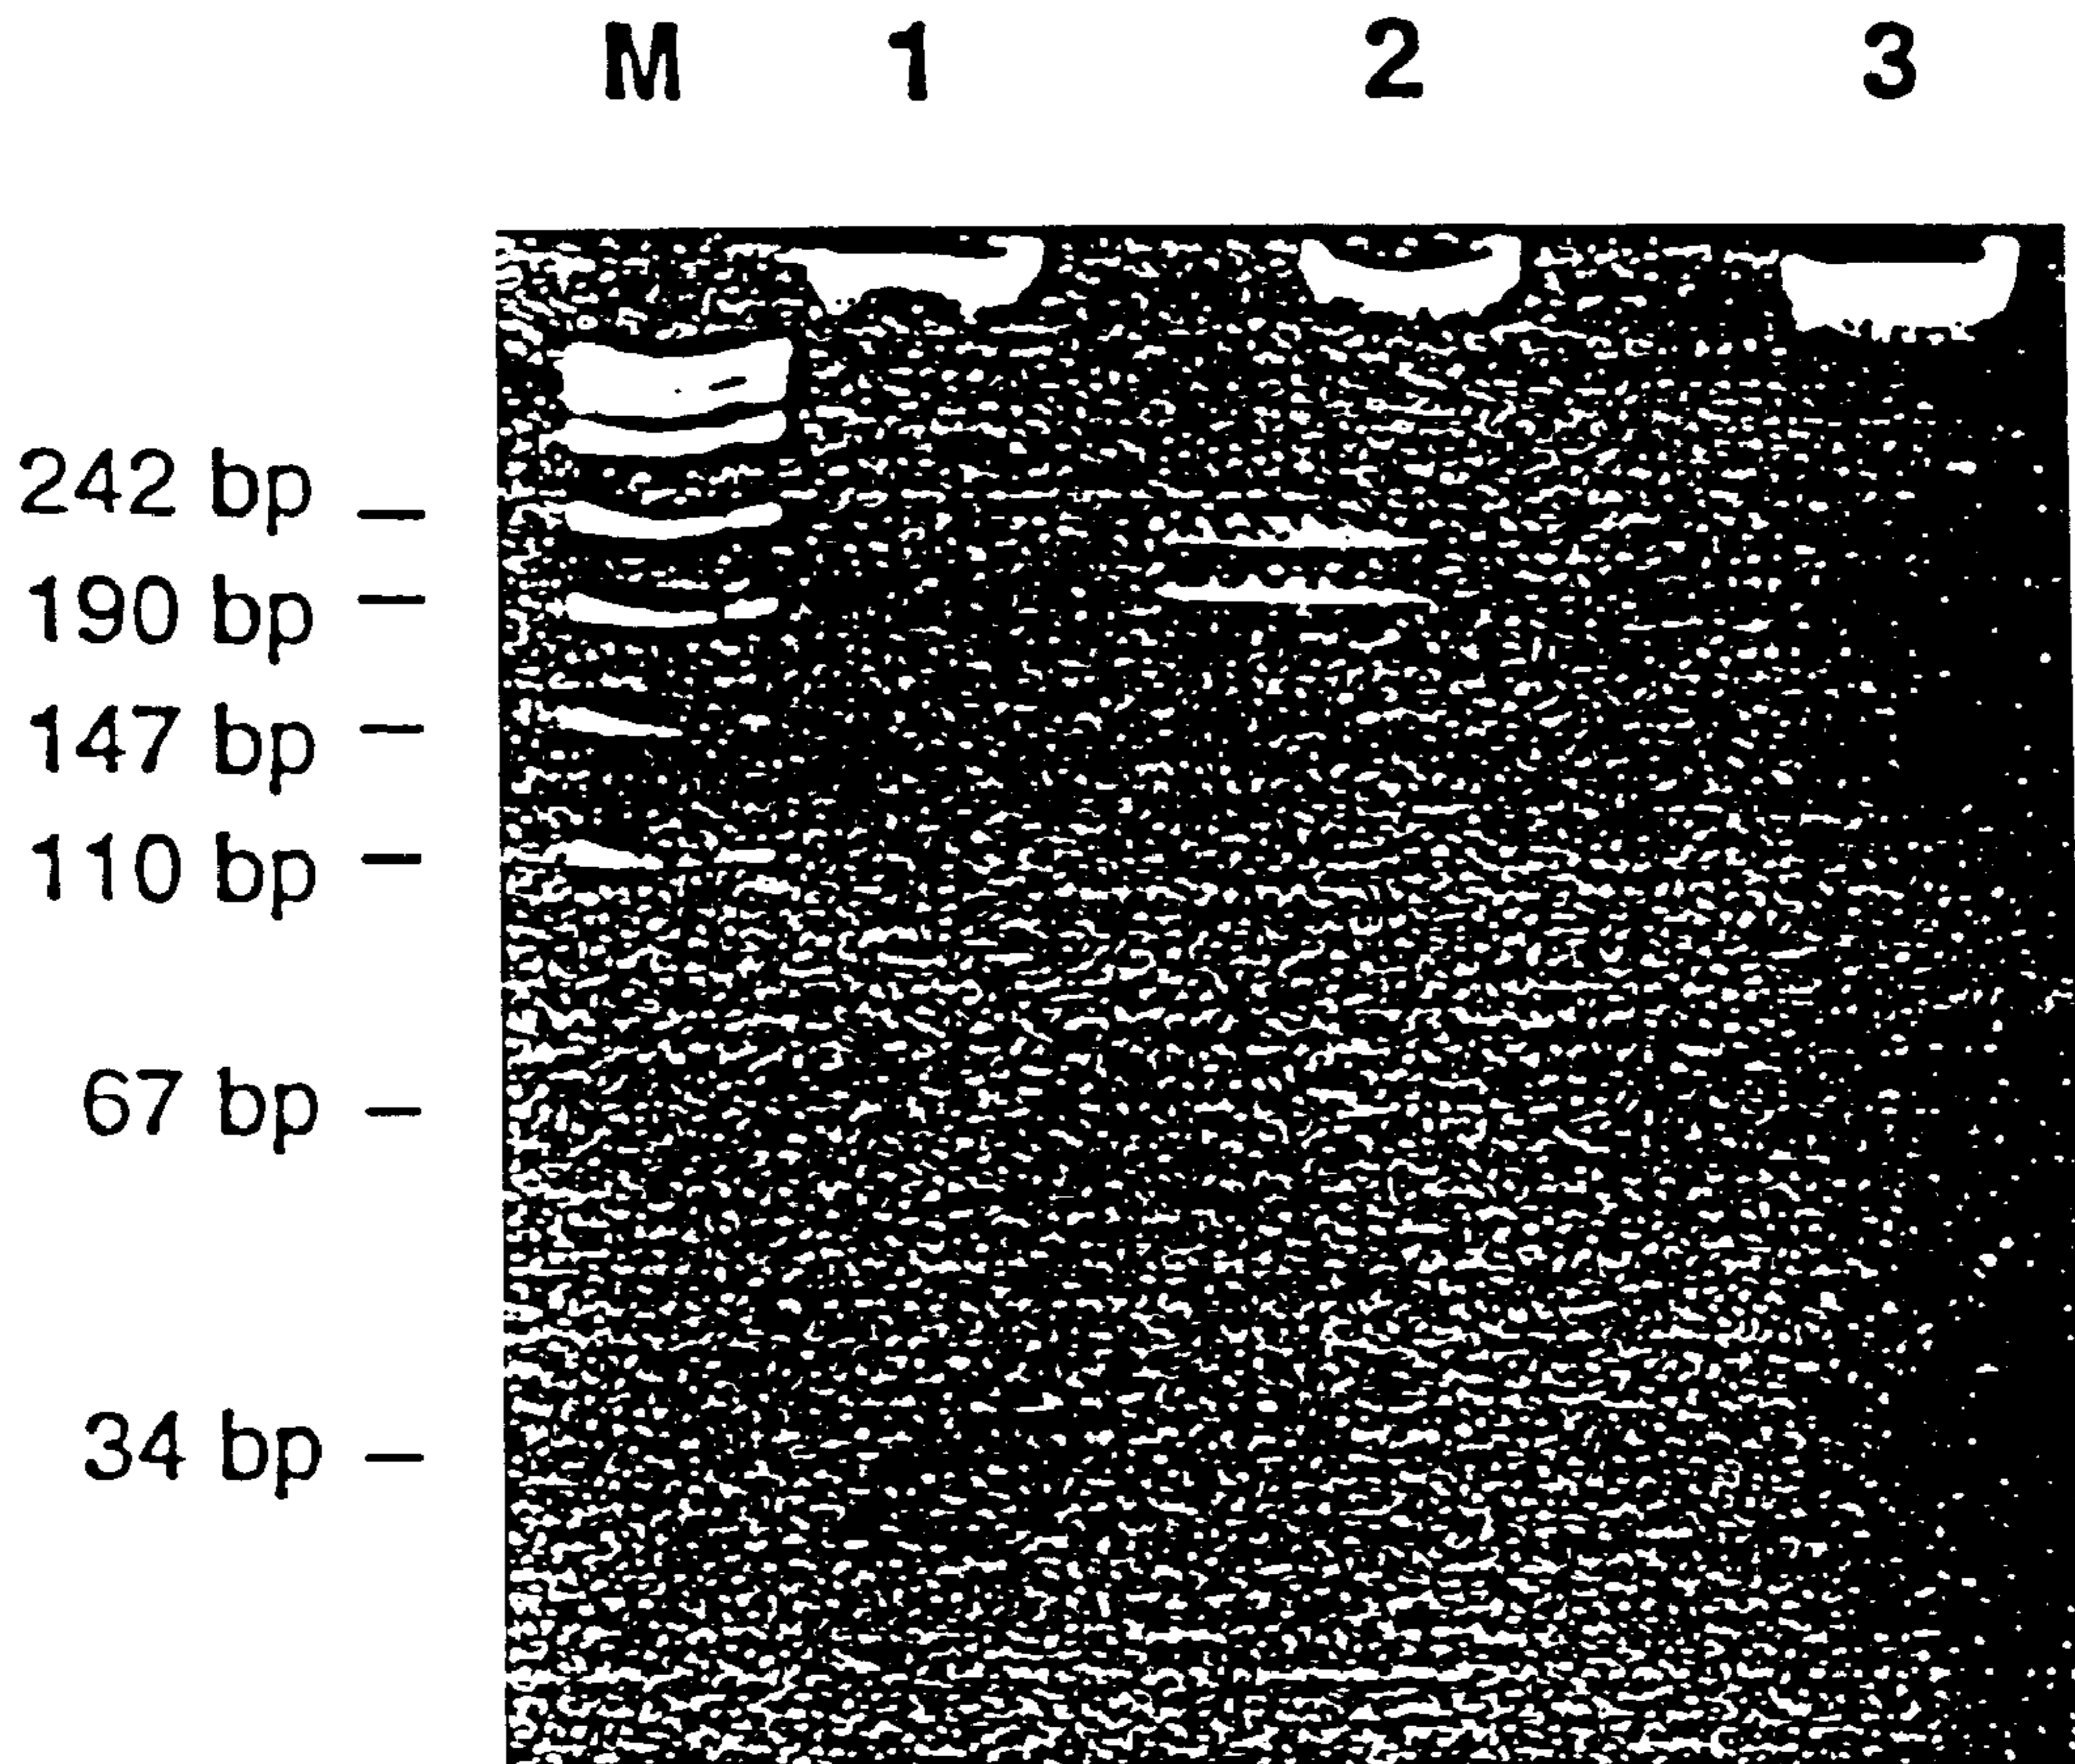 M 1 2 3
242 bp –
190 bp –
147 bp –
110 bp –
67 bp –
34 bp –